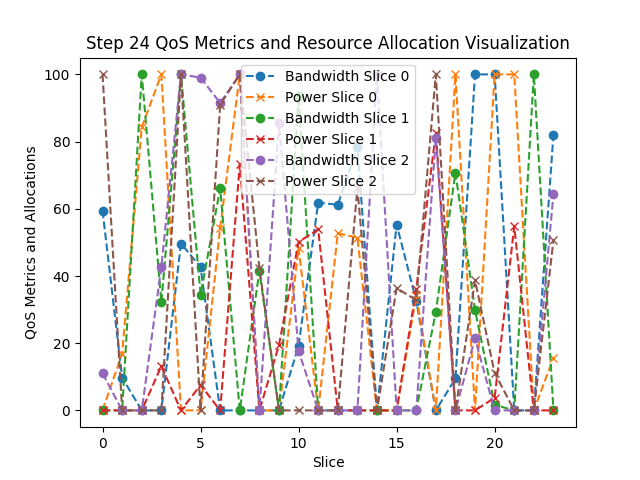 Step 24 QoS Metrics and Resource Allocation Visualization
QoS Metrics and Allocations
100
80
60
40
20
0
Bandwidth Slice 0
Power Slice 0
Bandwidth Slice 1
Power Slice 1
Bandwidth Slice 2
Power Slice 2
0 5 10 15 20
Slice